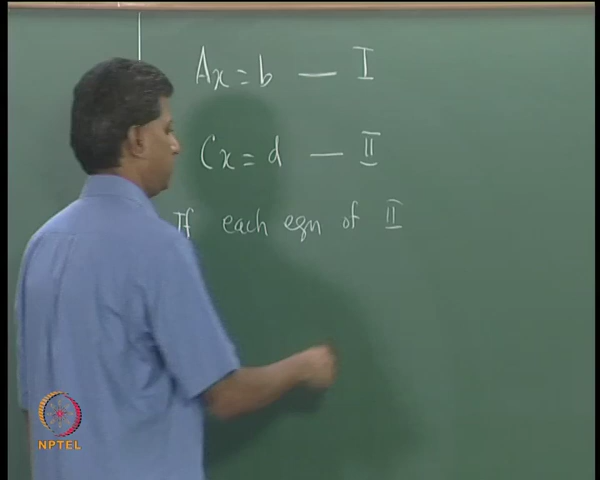 Ax = b — I
Cx = d — II
If each eqn of II
NPTEL